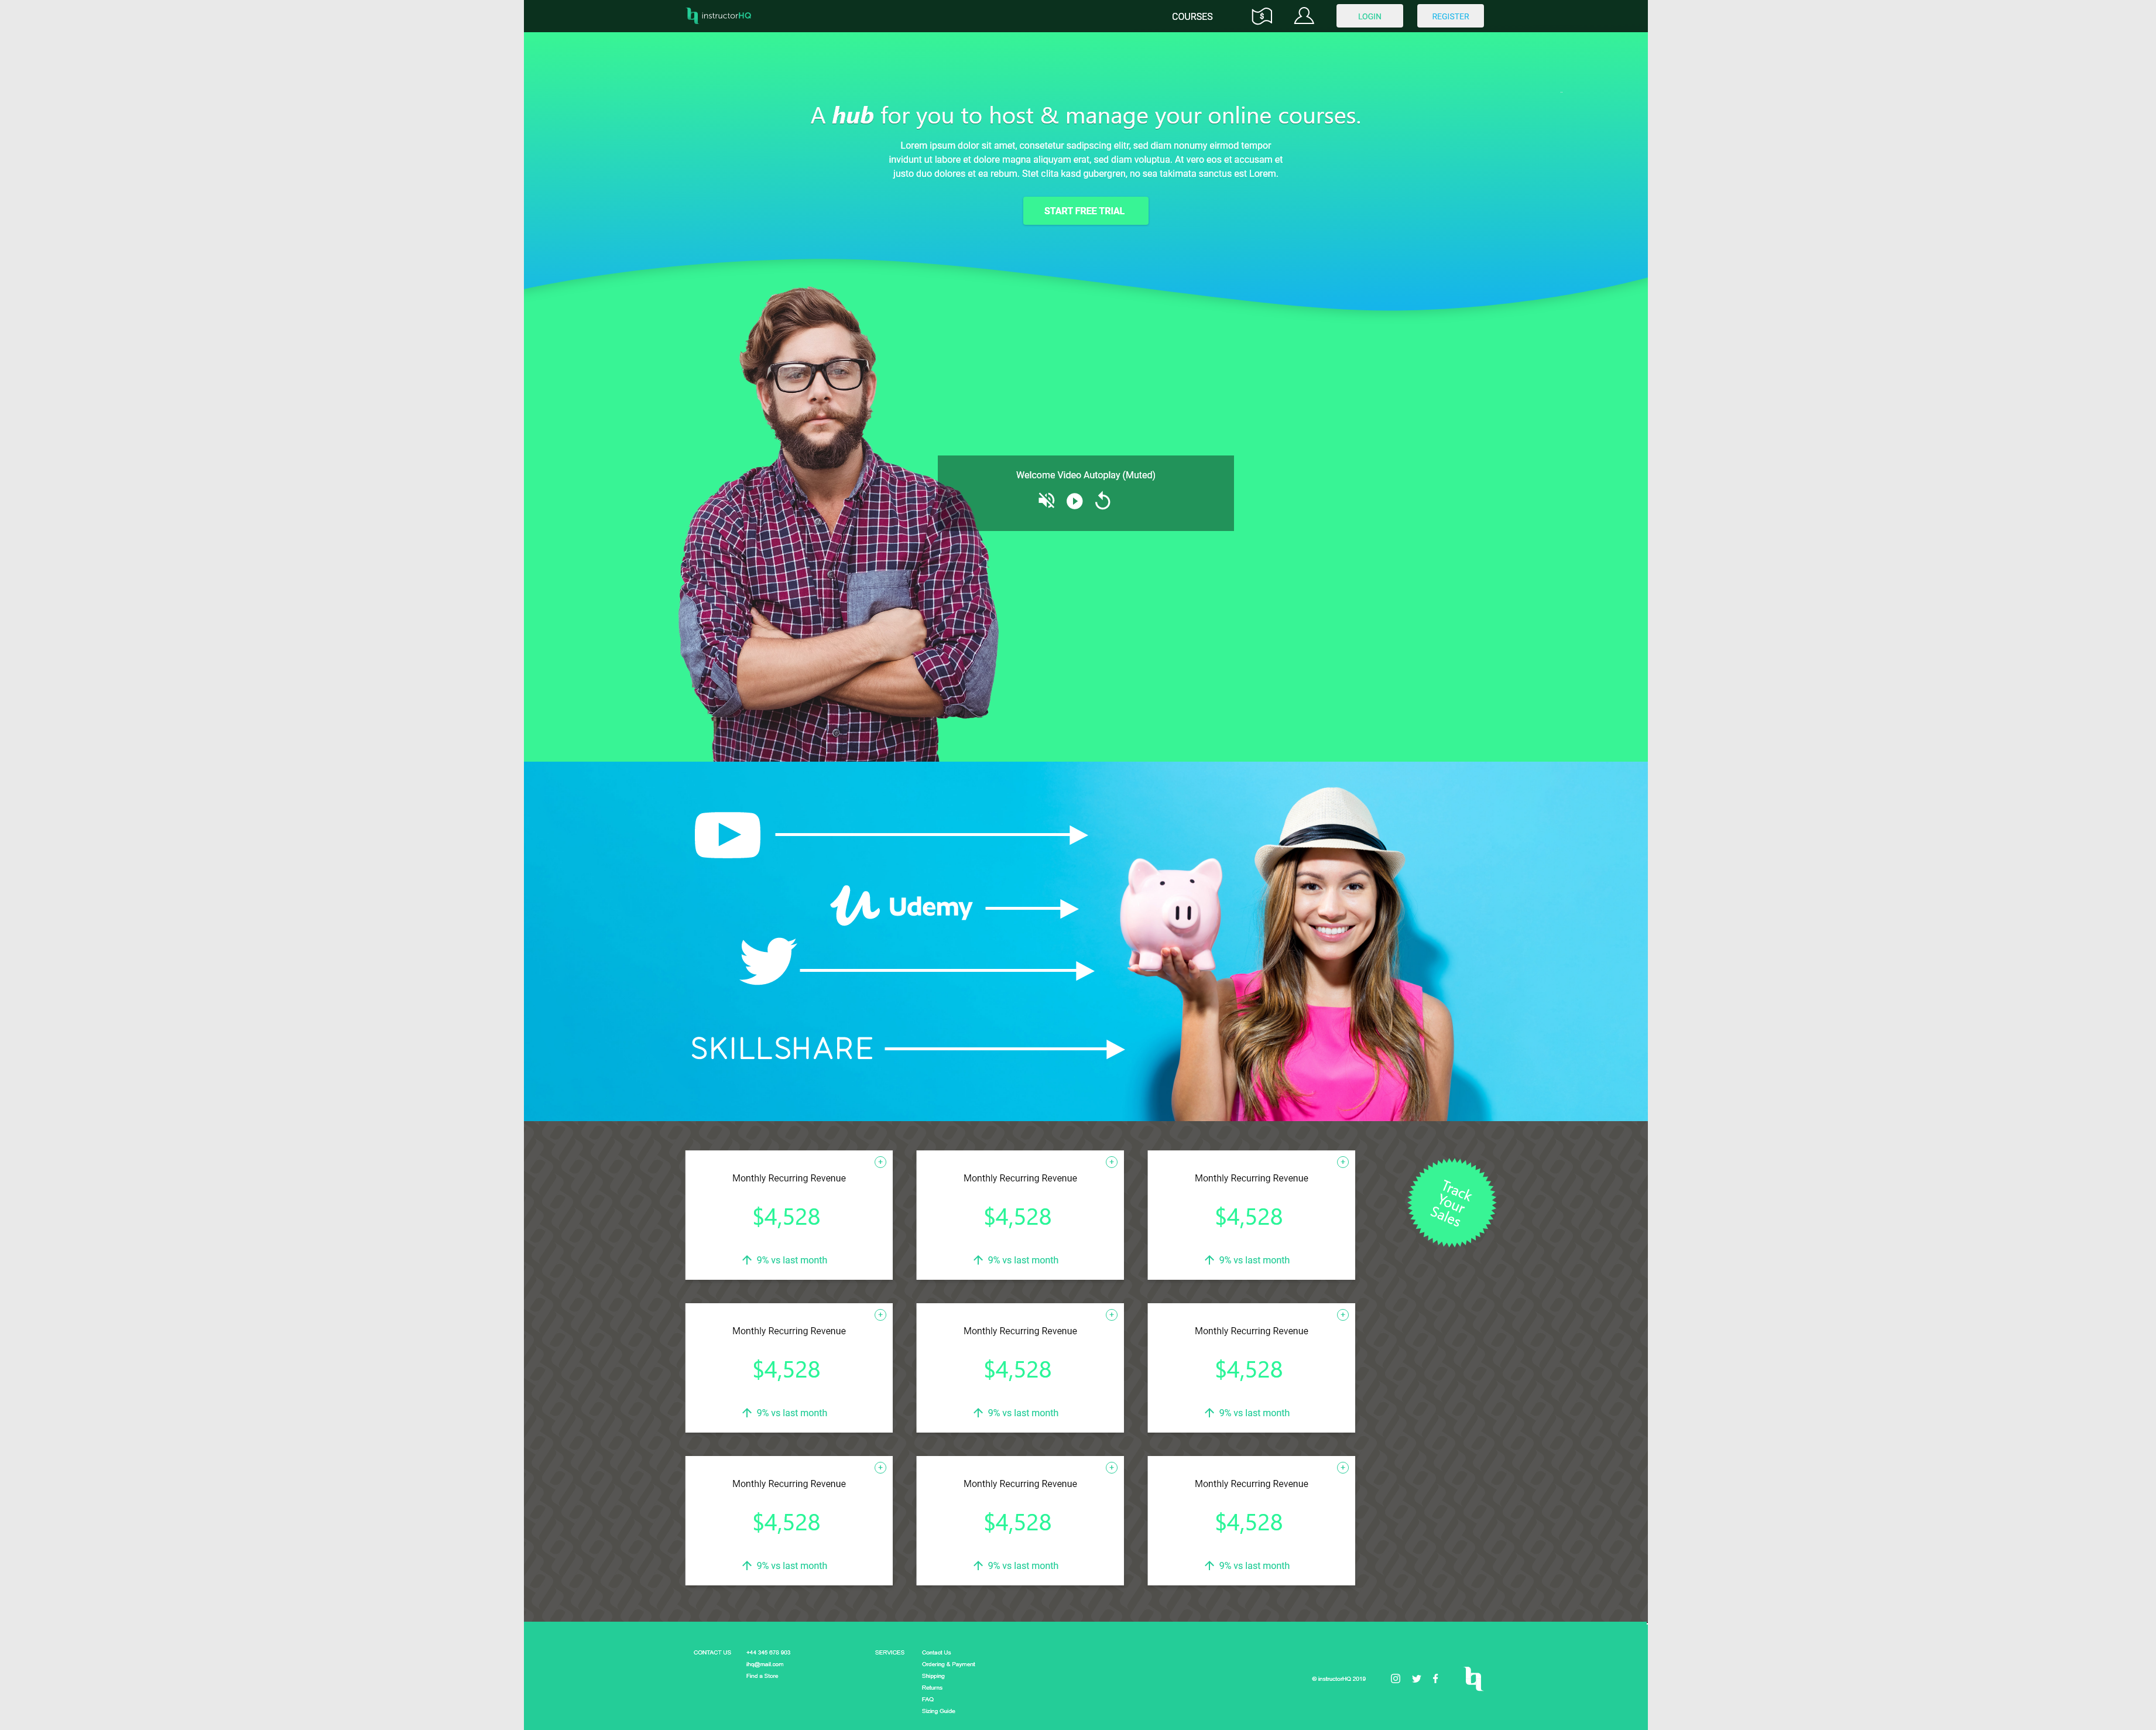 instructorHQ
COURSES
$
LOGIN
REGISTER
A hub for you to host & manage your online courses.
Lorem ipsum dolor sit amet, consetetur sadipscing elitr, sed diam nonumy eirmod tempor
invidunt ut labore et dolore magna aliquyam erat, sed diam voluptua. At vero eos et accusam et
justo duo dolores et ea rebum. Stet clita kasd gubergren, no sea takimata sanctus est Lorem.
START FREE TRIAL
Welcome Video Autoplay (Muted)
Udemy
SKILLSHARE
Monthly Recurring Revenue
$4,528
9% vs last month
Monthly Recurring Revenue
$4,528
9% vs last month
Monthly Recurring Revenue
$4,528
9% vs last month
Track
Your
Sales
Monthly Recurring Revenue
$4,528
9% vs last month
Monthly Recurring Revenue
$4,528
9% vs last month
Monthly Recurring Revenue
$4,528
9% vs last month
Monthly Recurring Revenue
$4,528
9% vs last month
Monthly Recurring Revenue
$4,528
9% vs last month
Monthly Recurring Revenue
$4,528
9% vs last month
CONTACT US
+44 345 678 903
ihq@mail.com
Find a Store
SERVICES
Contact Us
Ordering & Payment
Shipping
Returns
FAQ
Sizing Guide
© instructorHQ 2019